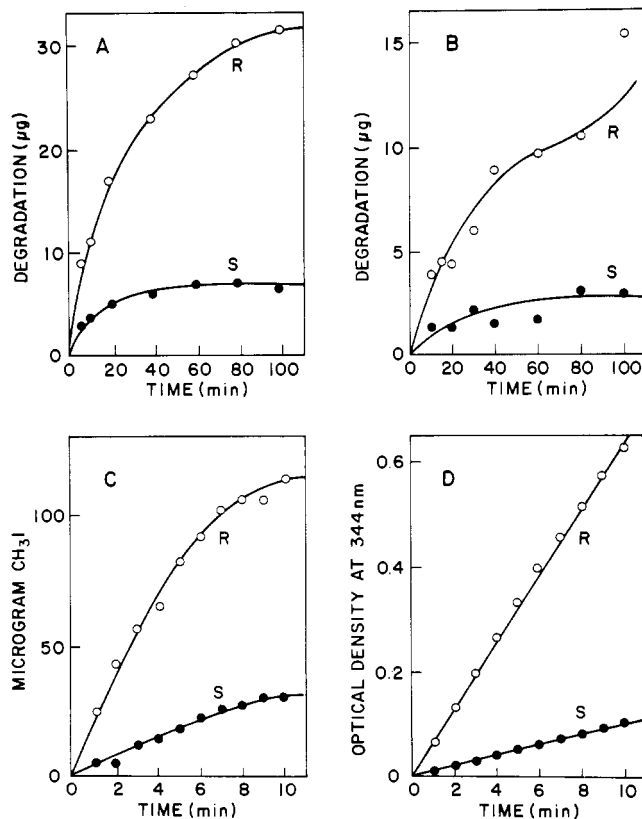 A
R
S
DEGRADATION (µg)
30
20
10
0
0 20 40 60 80 100
TIME (min)
B
R
S
DEGRADATION (µg)
15
10
5
0
0 20 40 60 80 100
TIME (min)
C
R
S
MICROGRAM CH₃I
100
50
0
0 2 4 6 8 10
TIME (min)
D
R
S
OPTICAL DENSITY AT 344nm
0.6
0.4
0.2
0
0 2 4 6 8 10
TIME (min)